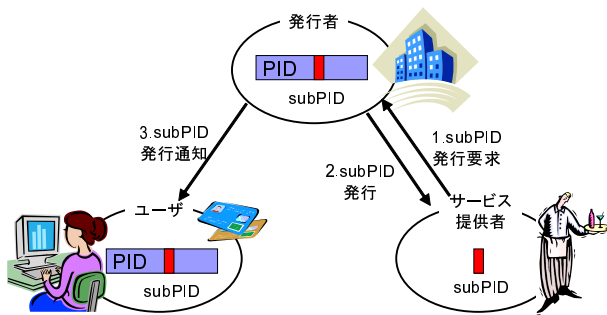 発行者
PID
subPID
3.subPID
発行通知
2.subPID
発行
1.subPID
発行要求
ユーザ
PID
subPID
サービス
提供者
subPID